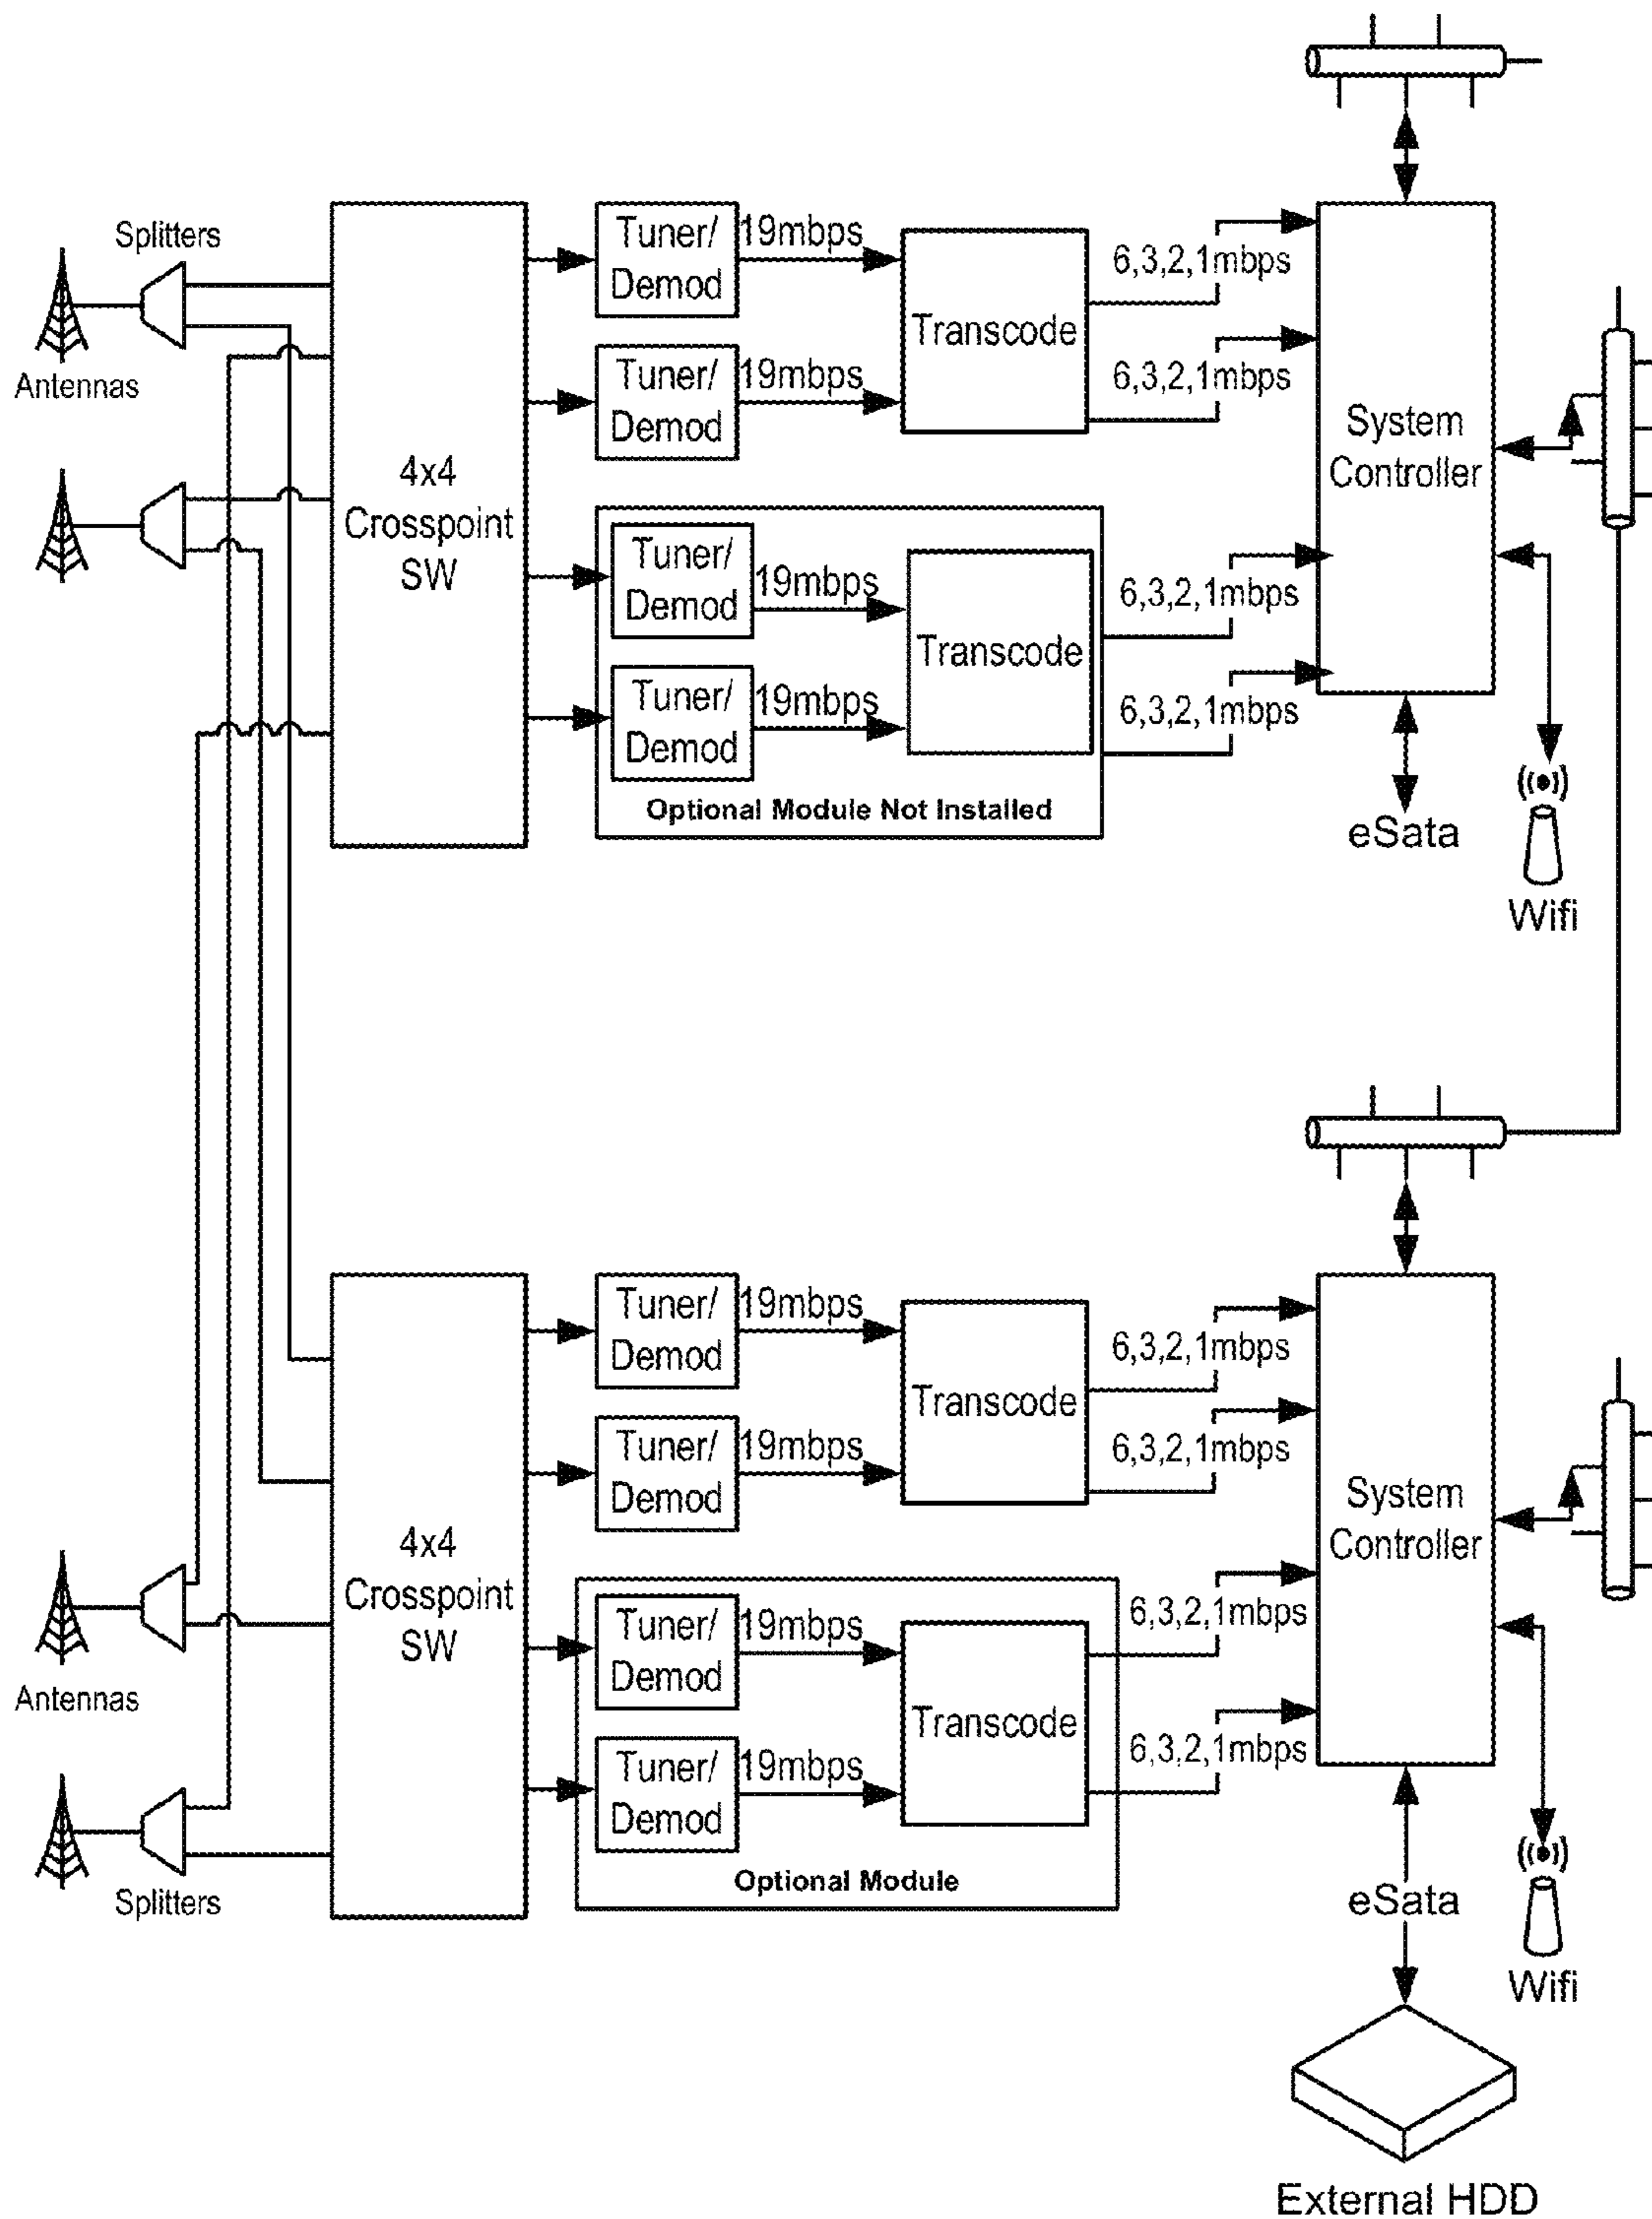 Splitters
Antennas
4x4
Crosspoint
SW
Tuner/
Demod
19mbps
Tuner/
Demod
19mbps
Transcode
6,3,2,1mbps
6,3,2,1mbps
Tuner/
Demod
19mbps
Tuner/
Demod
19mbps
Transcode
6,3,2,1mbps
6,3,2,1mbps
Optional Module Not Installed
System
Controller
eSata
Wifi
4x4
Crosspoint
SW
Antennas
Splitters
Tuner/
Demod
19mbps
Tuner/
Demod
19mbps
Transcode
6,3,2,1mbps
6,3,2,1mbps
Tuner/
Demod
19mbps
Tuner/
Demod
19mbps
Transcode
6,3,2,1mbps
6,3,2,1mbps
Optional Module
System
Controller
eSata
Wifi
External HDD